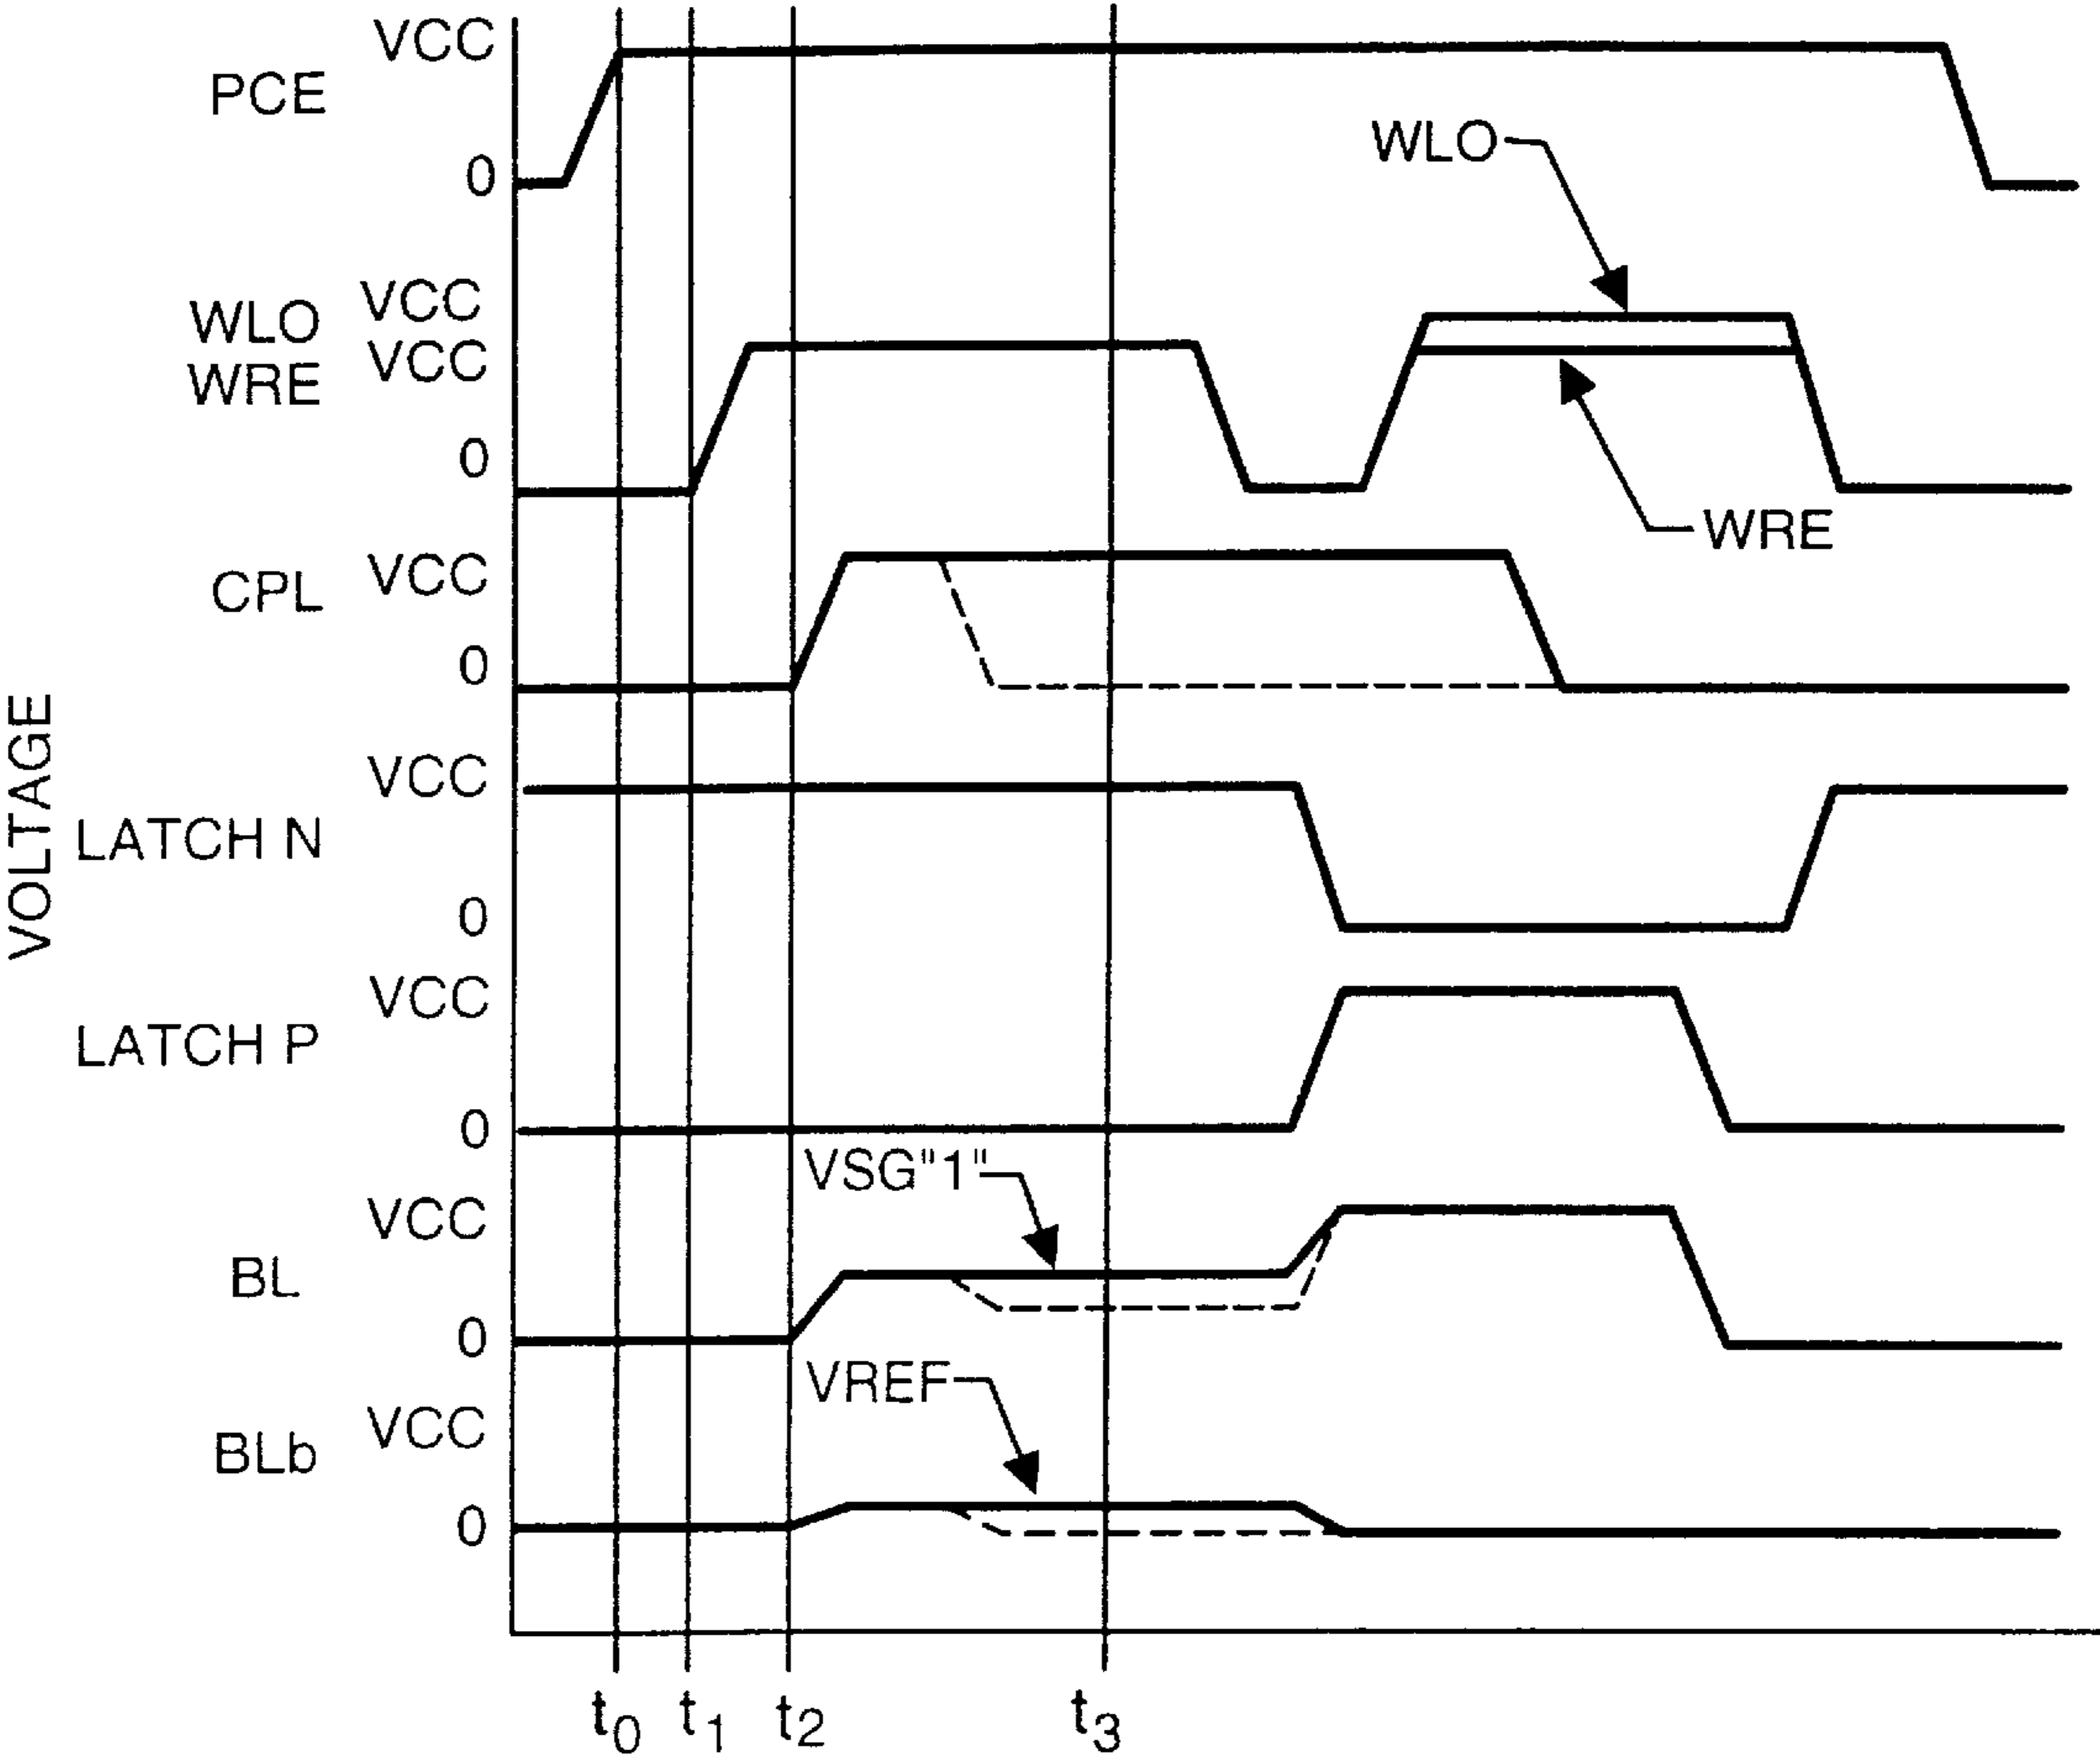 VCC
PCE
0
WLO
WLO VCC
WRE VCC
0
WRE
CPL VCC
0
VOLTAGE
VCC
LATCH N
0
VCC
LATCH P
0
VSG"1"
VCC
BL
0
VREF
VCC
BLb
0
t0 t1 t2 t3